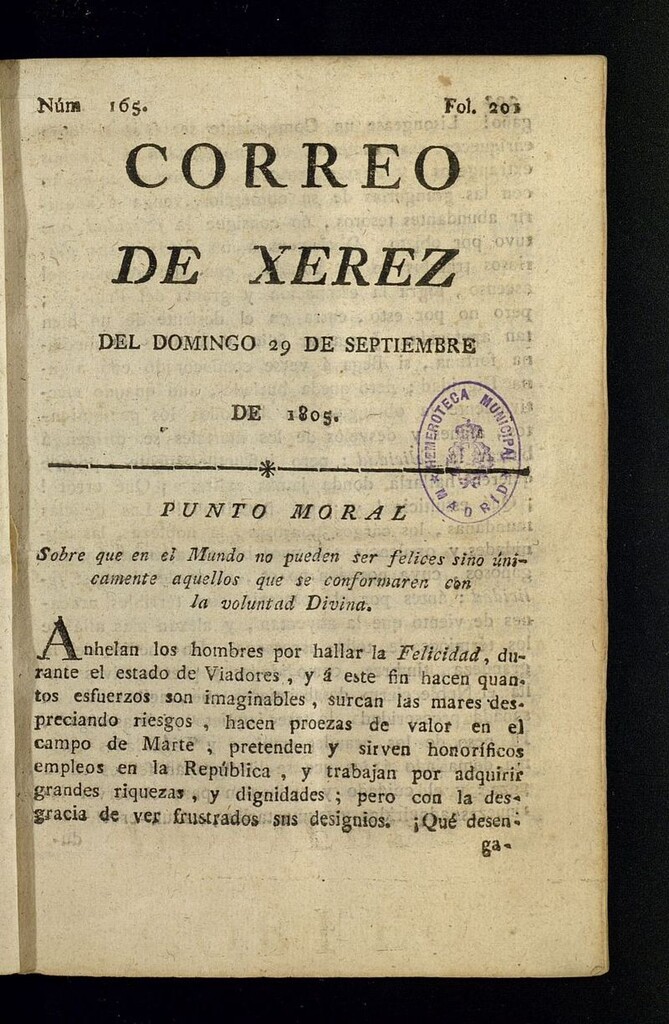 Núm 165. Fol. 201
CORREO
DE XEREZ
DEL DOMINGO 29 DE SEPTIEMBRE
DE 1805.
HEMEROTECA MUNICIPAL
* MADRID *
PUNTO MORAL
Sobre que en el Mundo no pueden ser felices sino úni-
camente aquellos que se conformaren con
la voluntad Divina.
Anhelan los hombres por hallar la Felicidad, du-
rante el estado de Viadores, y á este fin hacen quan-
tos esfuerzos son imaginables, surcan las mares des-
preciando riesgos, hacen proezas de valor en el
campo de Marte, pretenden y sirven honoríficos
empleos en la República, y trabajan por adquirir
grandes riquezas, y dignidades; pero con la des-
gracia de ver frustrados sus designios. ¡Qué desen-
ga-